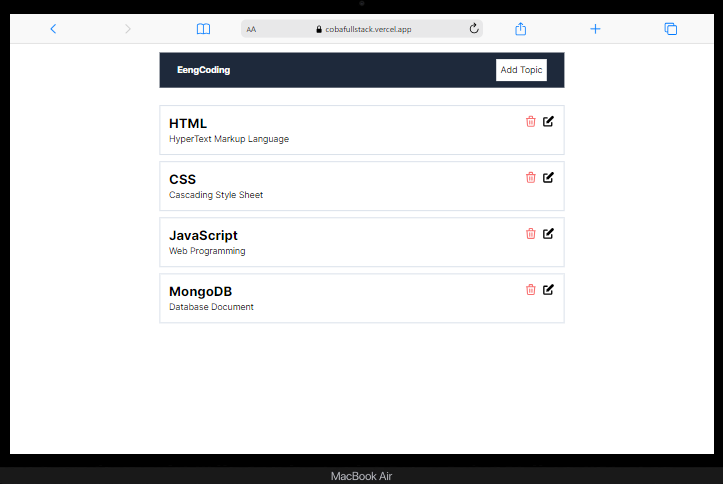 AA
cobafullstack.vercel.app
EengCoding
Add Topic
HTML
HyperText Markup Language
CSS
Cascading Style Sheet
JavaScript
Web Programming
MongoDB
Database Document
MacBook Air